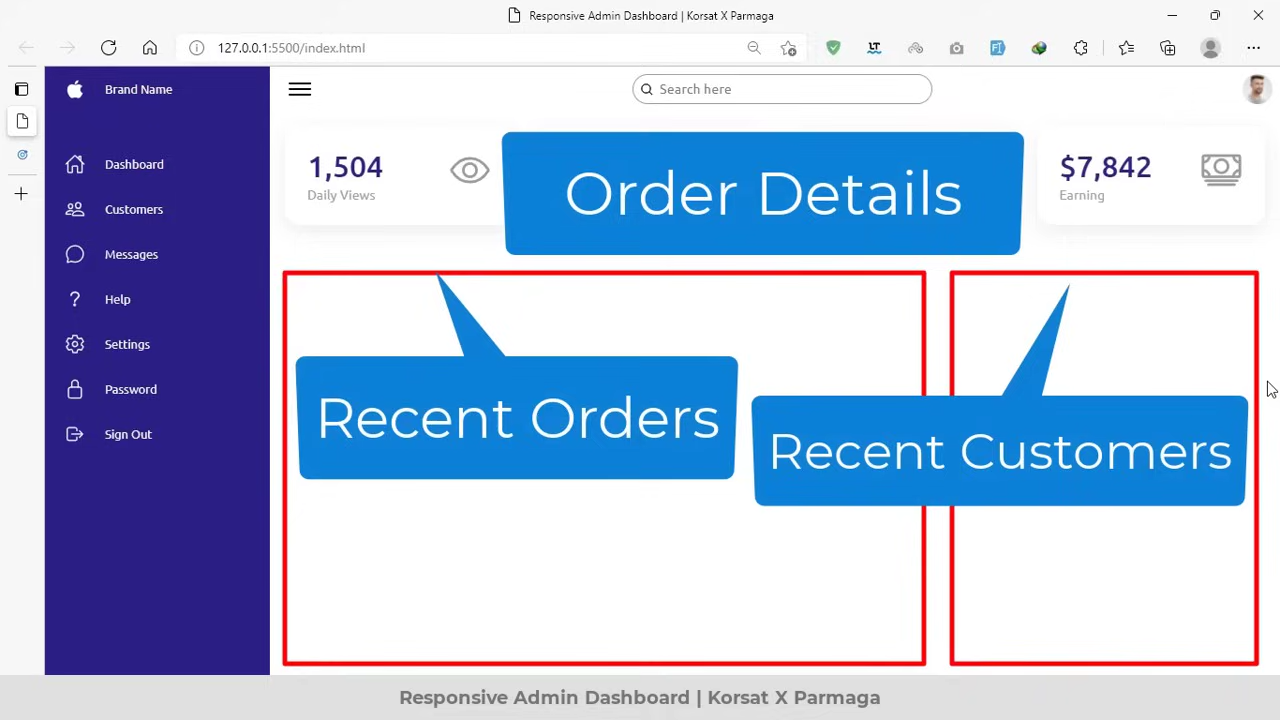 Responsive Admin Dashboard | Korsat X Parmaga
127.0.0.1:5500/index.html
LT
Brand Name
Search here
Dashboard
Customers
Messages
? Help
Settings
Password
Sign Out
1,504
Daily Views
Order Details
$7,842
Earning
Recent Orders
Recent Customers
Responsive Admin Dashboard | Korsat X Parmaga